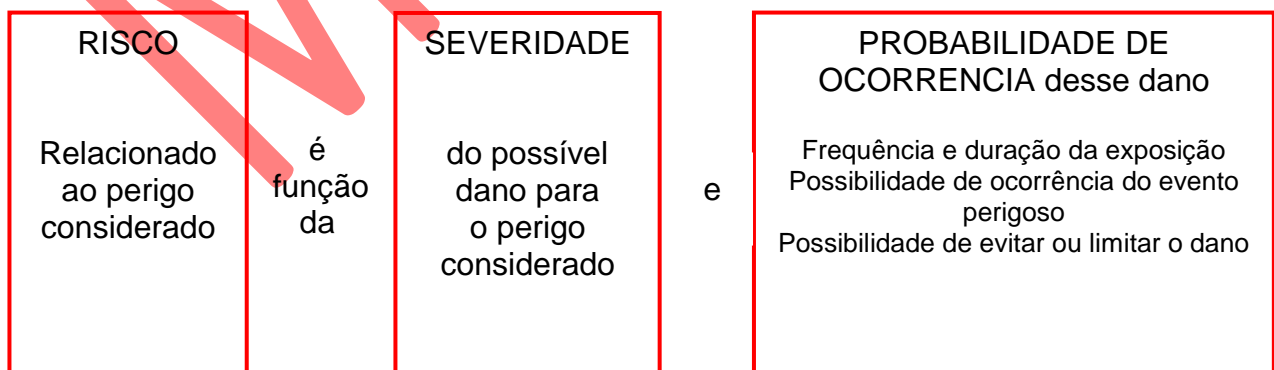 RISCO
Relacionado
ao perigo
considerado
é
função
da
SEVERIDADE
do possível
dano para
o perigo
considerado
e
PROBABILIDADE DE
OCORRENCIA desse dano
Frequência e duração da exposição
Possibilidade de ocorrência do evento
perigoso
Possibilidade de evitar ou limitar o dano